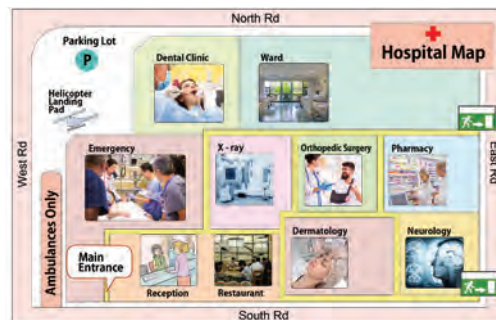 North Rd
Parking Lot
P
Hospital Map
Dental Clinic
Ward
Helicopter
Landing
Pad
West Rd
East Rd
Emergency
X - ray
Orthopedic Surgery
Pharmacy
Ambulances Only
Main
Entrance
Dermatology
Neurology
Reception
Restaurant
South Rd